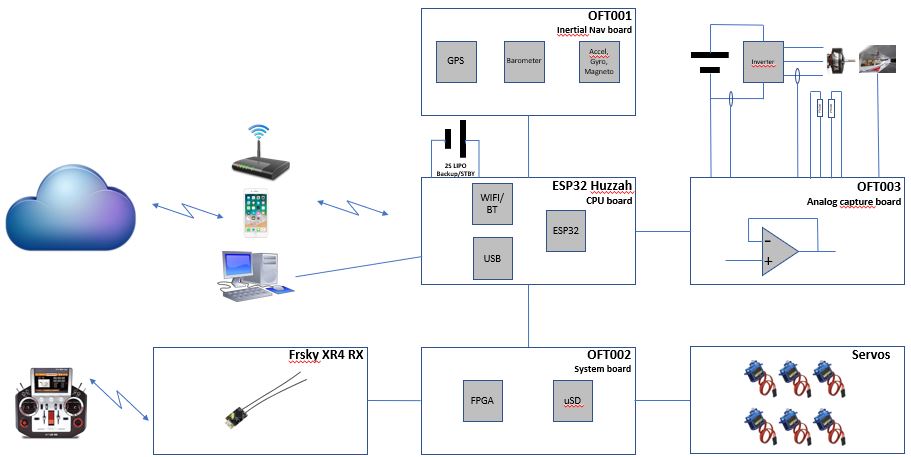 OFT001
Inertial Nav board
GPS
Barometer
Accel,
Gyro,
Magneto
Inverter
2S LIPO
Backup/STBY
ESP32 Huzzah
CPU board
WIFI/
BT
ESP32
USB
OFT003
Analog capture board
-
+
Frsky XR4 RX
OFT002
System board
FPGA
uSD
Servos